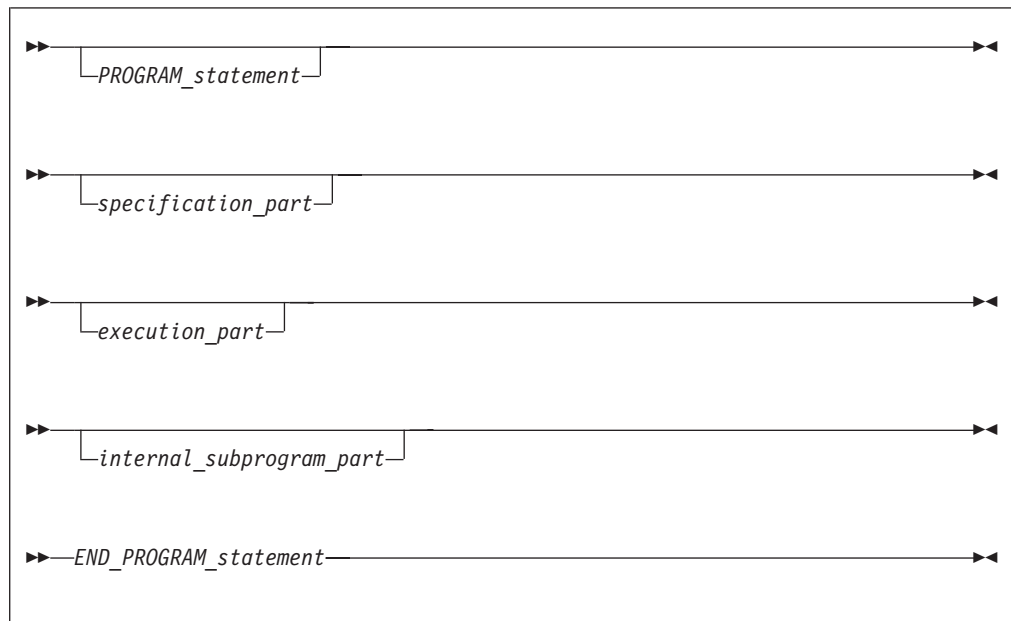 PROGRAM_statement
specification_part
execution_part
internal_subprogram_part
END_PROGRAM_statement